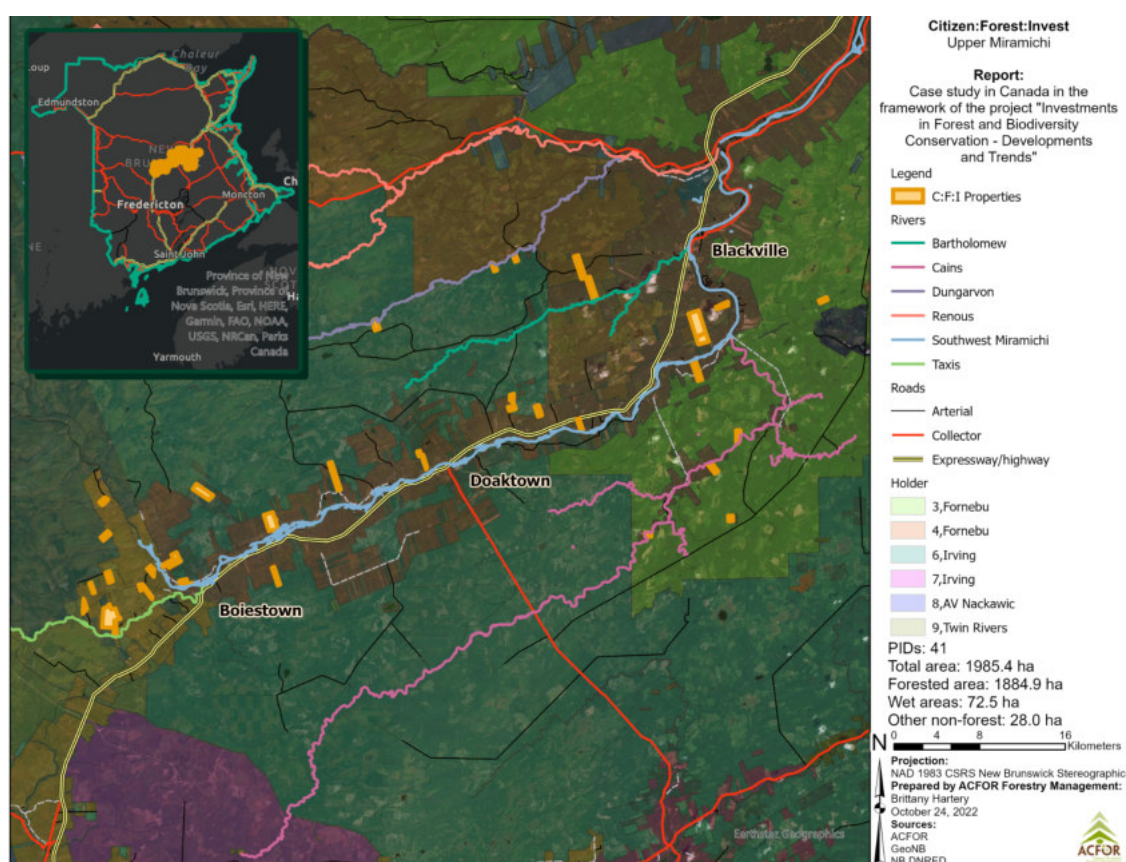 Chaleur
Bay
Loup
Edmundston
Fredericton
Moncton
Saint John
NE
Province of New
Brunswick, Province of
Nova Scotia, Esri, HERE,
Garmin, FAO, NOAA,
USGS, NRCan, Parks
Canada
Yarmouth
Blackville
Doaktown
Boiestown
Earthstar Geographics
Citizen:Forest:Invest
Upper Miramichi
Report:
Case study in Canada in the
framework of the project "Investments
in Forest and Biodiversity
Conservation - Developments
and Trends"
Legend
C:F:I Properties
Rivers
Bartholomew
Cains
Dungarvon
Renous
Southwest Miramichi
Taxis
Roads
Arterial
Collector
Expressway/highway
Holder
3,Fornebu
4,Fornebu
6,Irving
7,Irving
8,AV Nackawic
9,Twin Rivers
PIDs: 41
Total area: 1985.4 ha
Forested area: 1884.9 ha
Wet areas: 72.5 ha
Other non-forest: 28.0 ha
N
0 4 8 16
Kilometers
Projection:
NAD 1983 CSRS New Brunswick Stereographic
Prepared by ACFOR Forestry Management:
Brittany Hartery
October 24, 2022
Sources:
ACFOR
GeoNB
NB DNRED
ACFOR